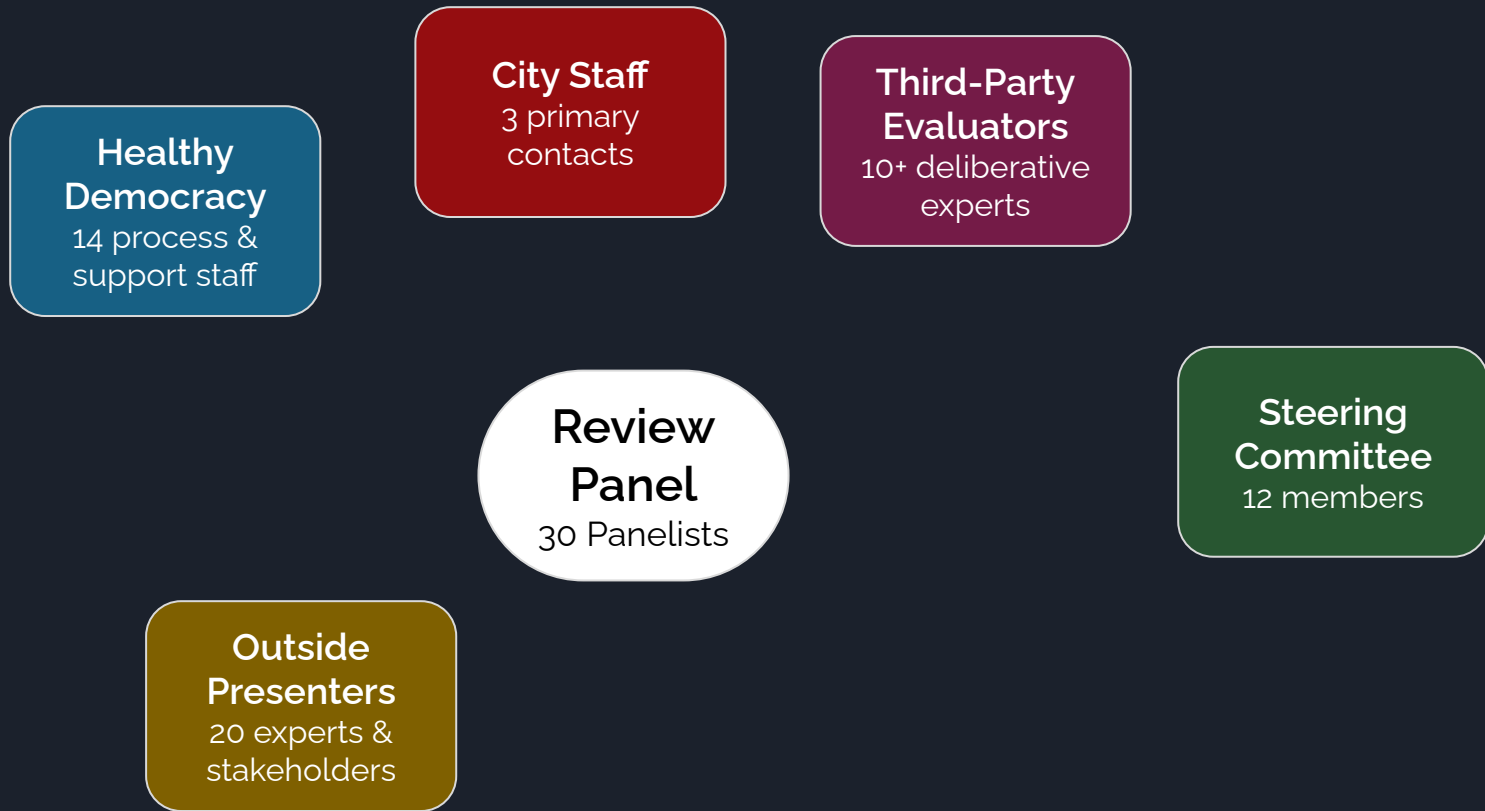 City Staff
3 primary
contacts
Third-Party
Evaluators
10+ deliberative
experts
Healthy
Democracy
14 process &
support staff
Review
Panel
30 Panelists
Steering
Committee
12 members
Outside
Presenters
20 experts &
stakeholders